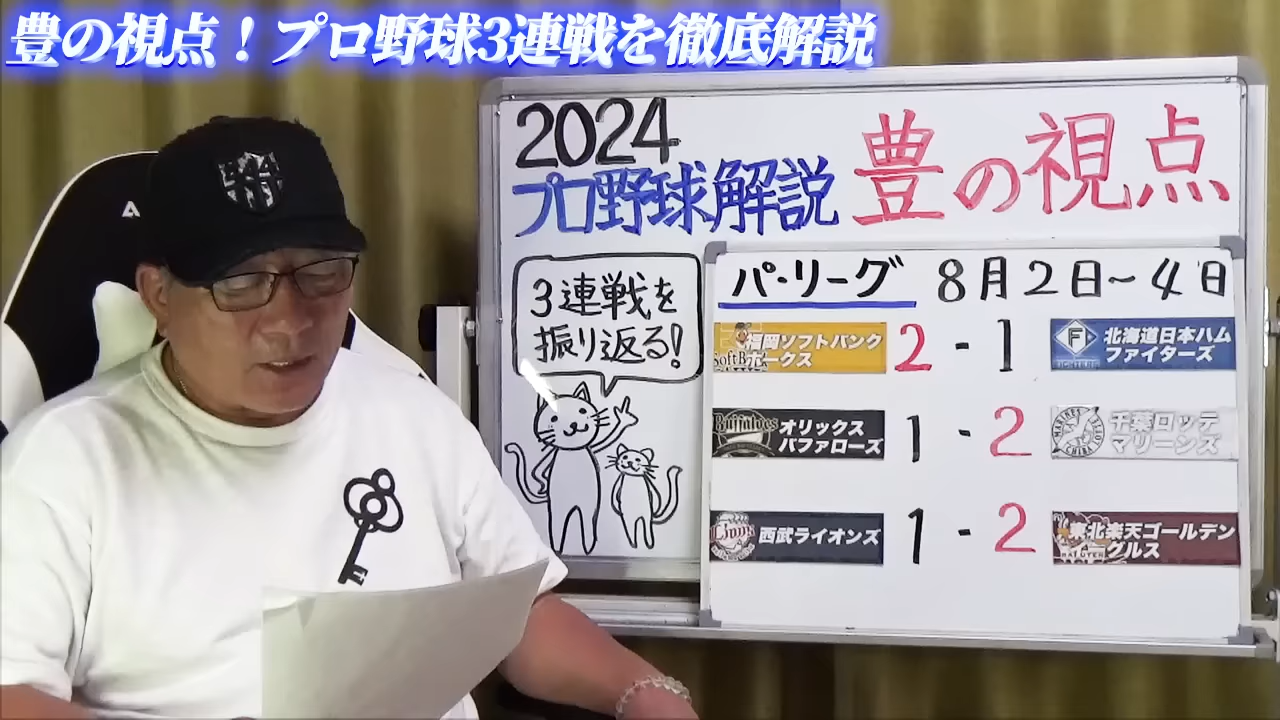 豊の視点！プロ野球3連戦を徹底解説
2024
プロ野球解説
豊の視点
3連戦を
振り返る!
パ・リーグ 8月2日～4日
福岡ソフトバンク
ホークス
2 - 1
北海道日本ハム
ファイターズ
FIGHTERS
Buffaloes
オリックス
バファローズ
1 - 2
MARINES
CHIBA LOTTE
千葉ロッテ
マリーンズ
Lions
西武ライオンズ
1 - 2
東北楽天ゴールデン
グルス